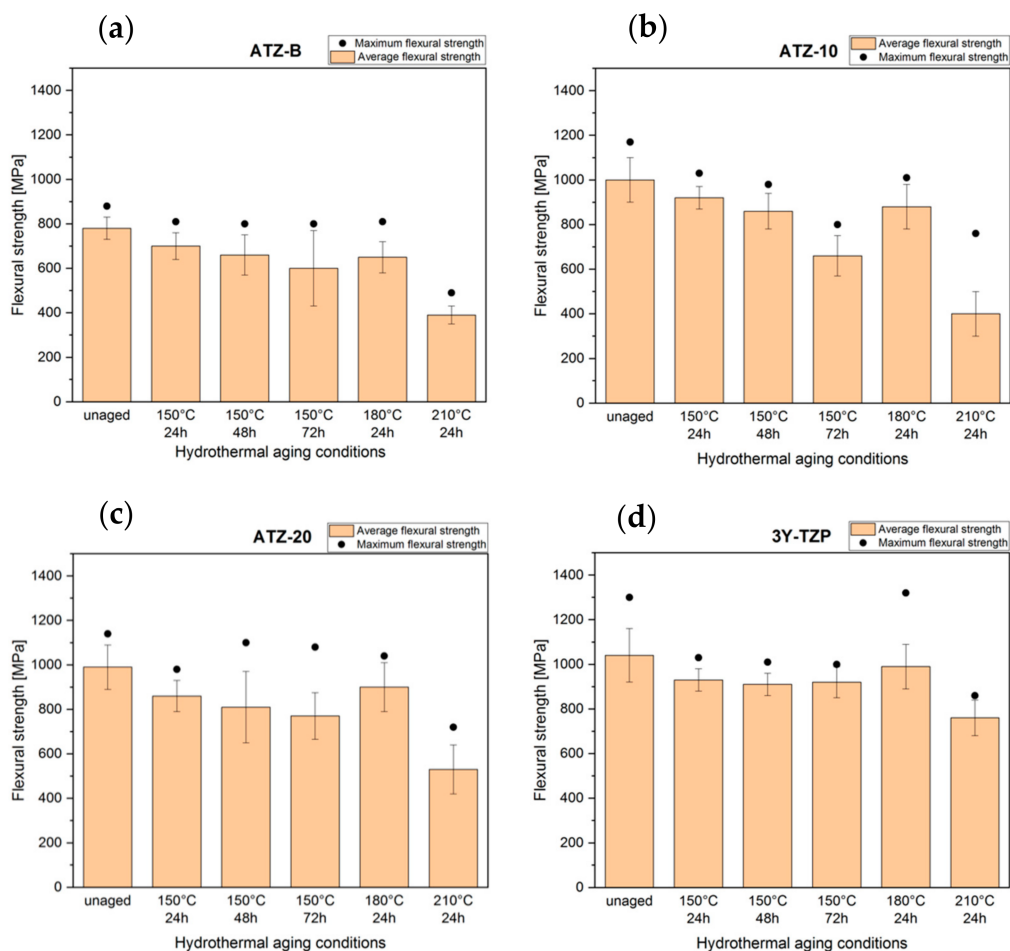 (a)
ATZ-B
Maximum flexural strength
Average flexural strength
Flexural strength [MPa]
1400
1200
1000
800
600
400
200
0
unaged 150°C 150°C 150°C 180°C 210°C
24h 48h 72h 24h 24h
Hydrothermal aging conditions
(b)
ATZ-10
Average flexural strength
Maximum flexural strength
Flexural strength [MPa]
1400
1200
1000
800
600
400
200
0
unaged 150°C 150°C 150°C 180°C 210°C
24h 48h 72h 24h 24h
Hydrothermal aging conditions
(c)
ATZ-20
Average flexural strength
Maximum flexural strength
Flexural strength [MPa]
1400
1200
1000
800
600
400
200
0
unaged 150°C 150°C 150°C 180°C 210°C
24h 48h 72h 24h 24h
Hydrothermal aging conditions
(d)
3Y-TZP
Average flexural strength
Maximum flexural strength
Flexural strength [MPa]
1400
1200
1000
800
600
400
200
0
unaged 150°C 150°C 150°C 180°C 210°C
24h 48h 72h 24h 24h
Hydrothermal aging conditions